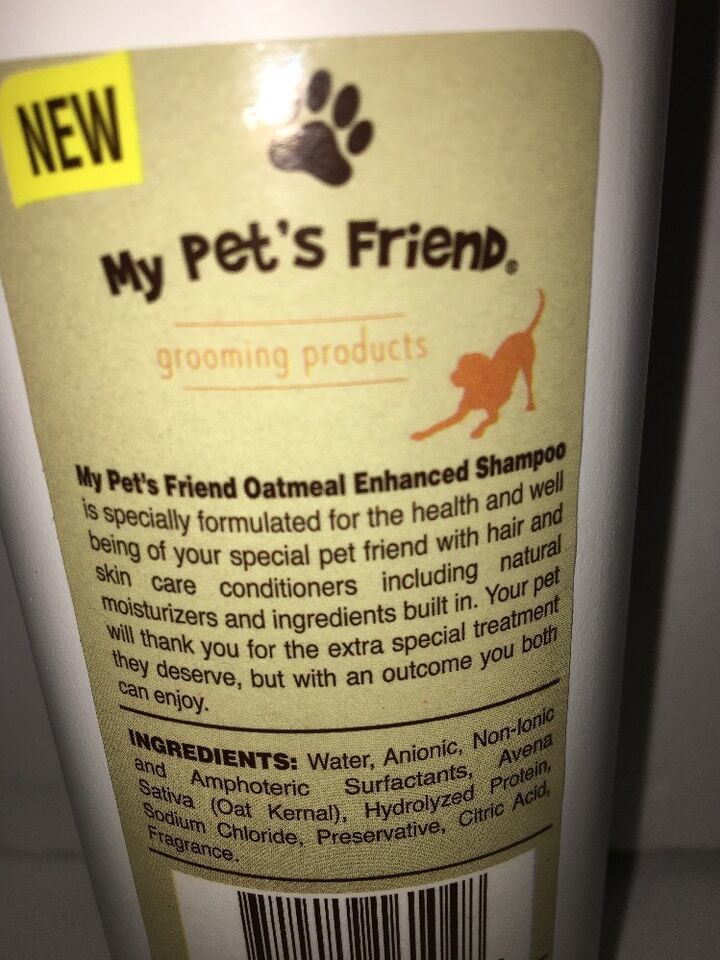 NEW
My Pet's Friend®
grooming products
My Pet's Friend Oatmeal Enhanced Shampoo
is specially formulated for the health and well
being of your special pet friend with hair and
skin care conditioners including natural
moisturizers and ingredients built in. Your pet
will thank you for the extra special treatment
they deserve, but with an outcome you both
can enjoy.
INGREDIENTS: Water, Anionic, Non-Ionic
and Amphoteric Surfactants, Avena
Sativa (Oat Kernal), Hydrolyzed Protein,
Sodium Chloride, Preservative, Citric Acid,
Fragrance.